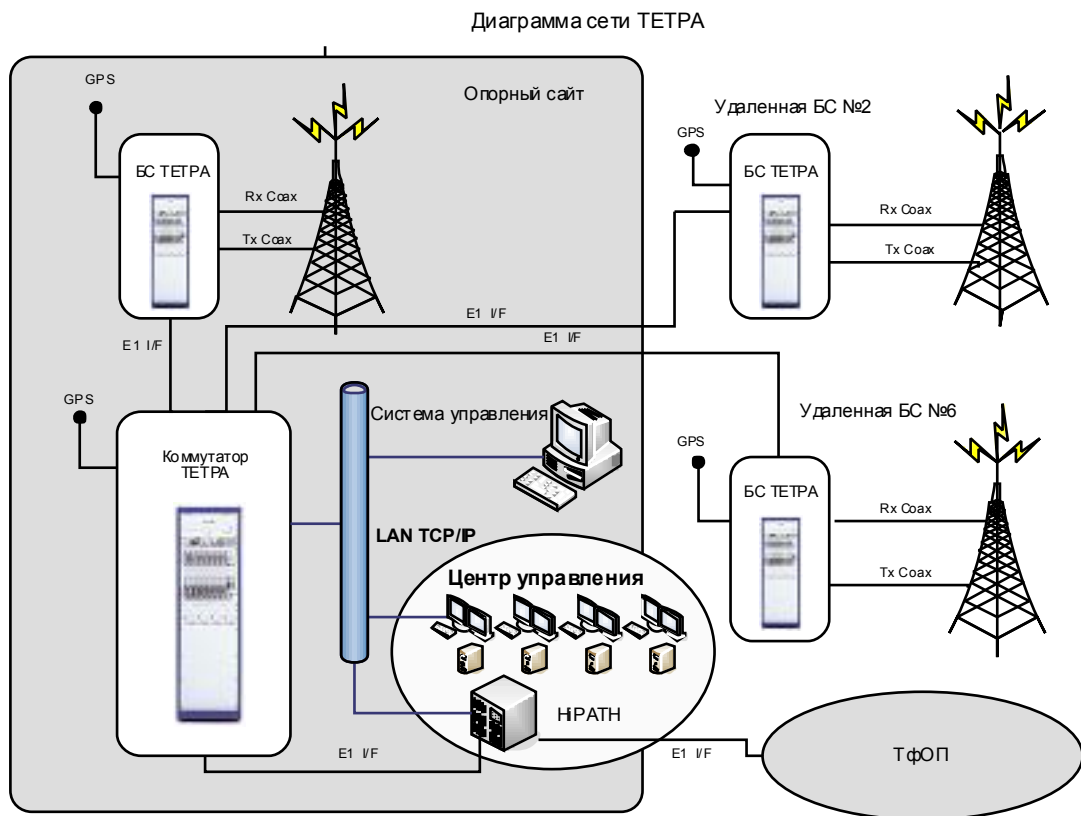 Диаграмма сети ТЕТРА
GPS
Опорный сайт
БС ТЕТРА
Rx Coax
Tx Coax
E1 I/F
Удаленная БС №2
GPS
БС ТЕТРА
Rx Coax
Tx Coax
E1 I/F
E1 I/F
GPS
Коммутатор
ТЕТРА
Система управления
LAN TCP/IP
Удаленная БС №6
GPS
БС ТЕТРА
Rx Coax
Tx Coax
Центр управления
HiPATH
E1 I/F
E1 I/F
ТфОП